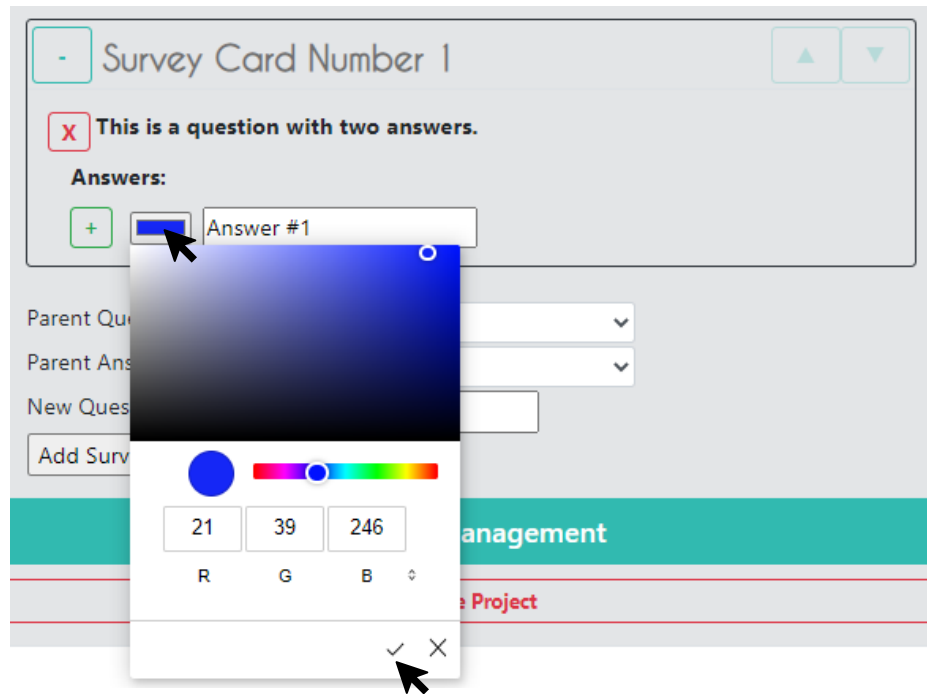 - Survey Card Number 1 ▲ ▼
X This is a question with two answers.
Answers:
+ Answer #1
Parent Que
Parent Ans
New Ques
Add Surv
anagement
e Project
21 39 246
R G B